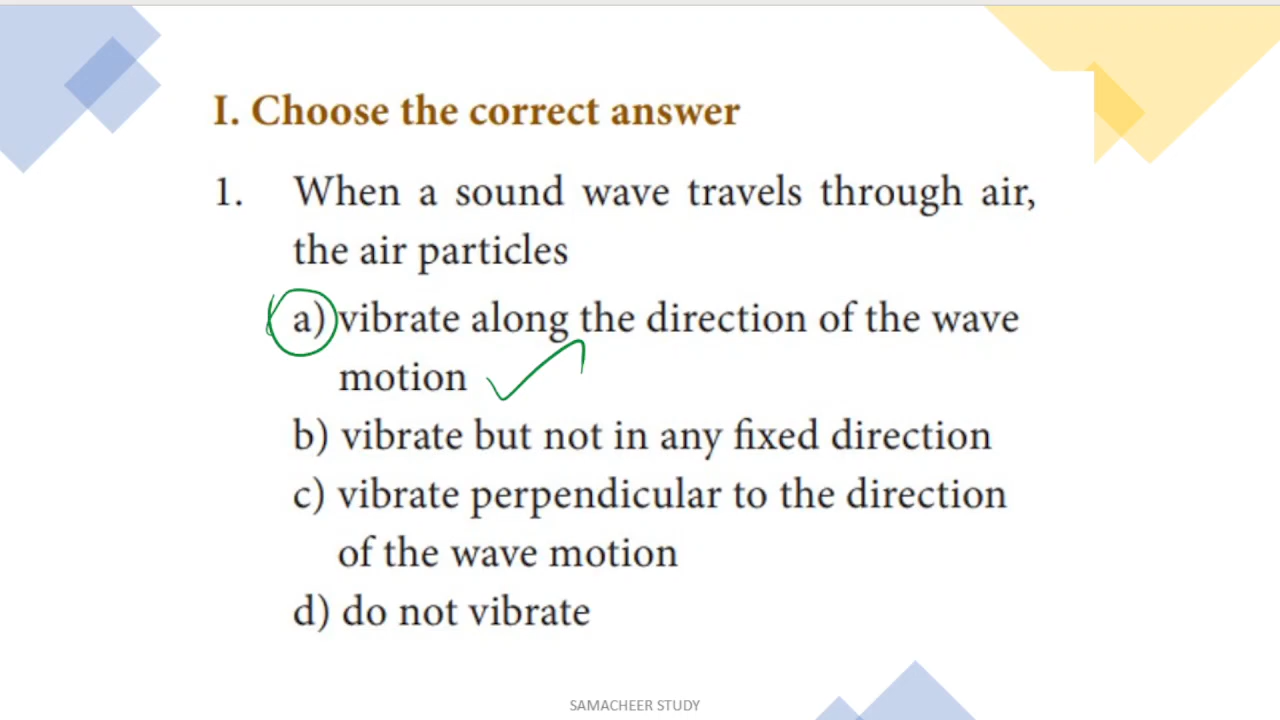 I. Choose the correct answer
1. When a sound wave travels through air,
the air particles
a) vibrate along the direction of the wave
motion
b) vibrate but not in any fixed direction
c) vibrate perpendicular to the direction
of the wave motion
d) do not vibrate
SAMACHEER STUDY